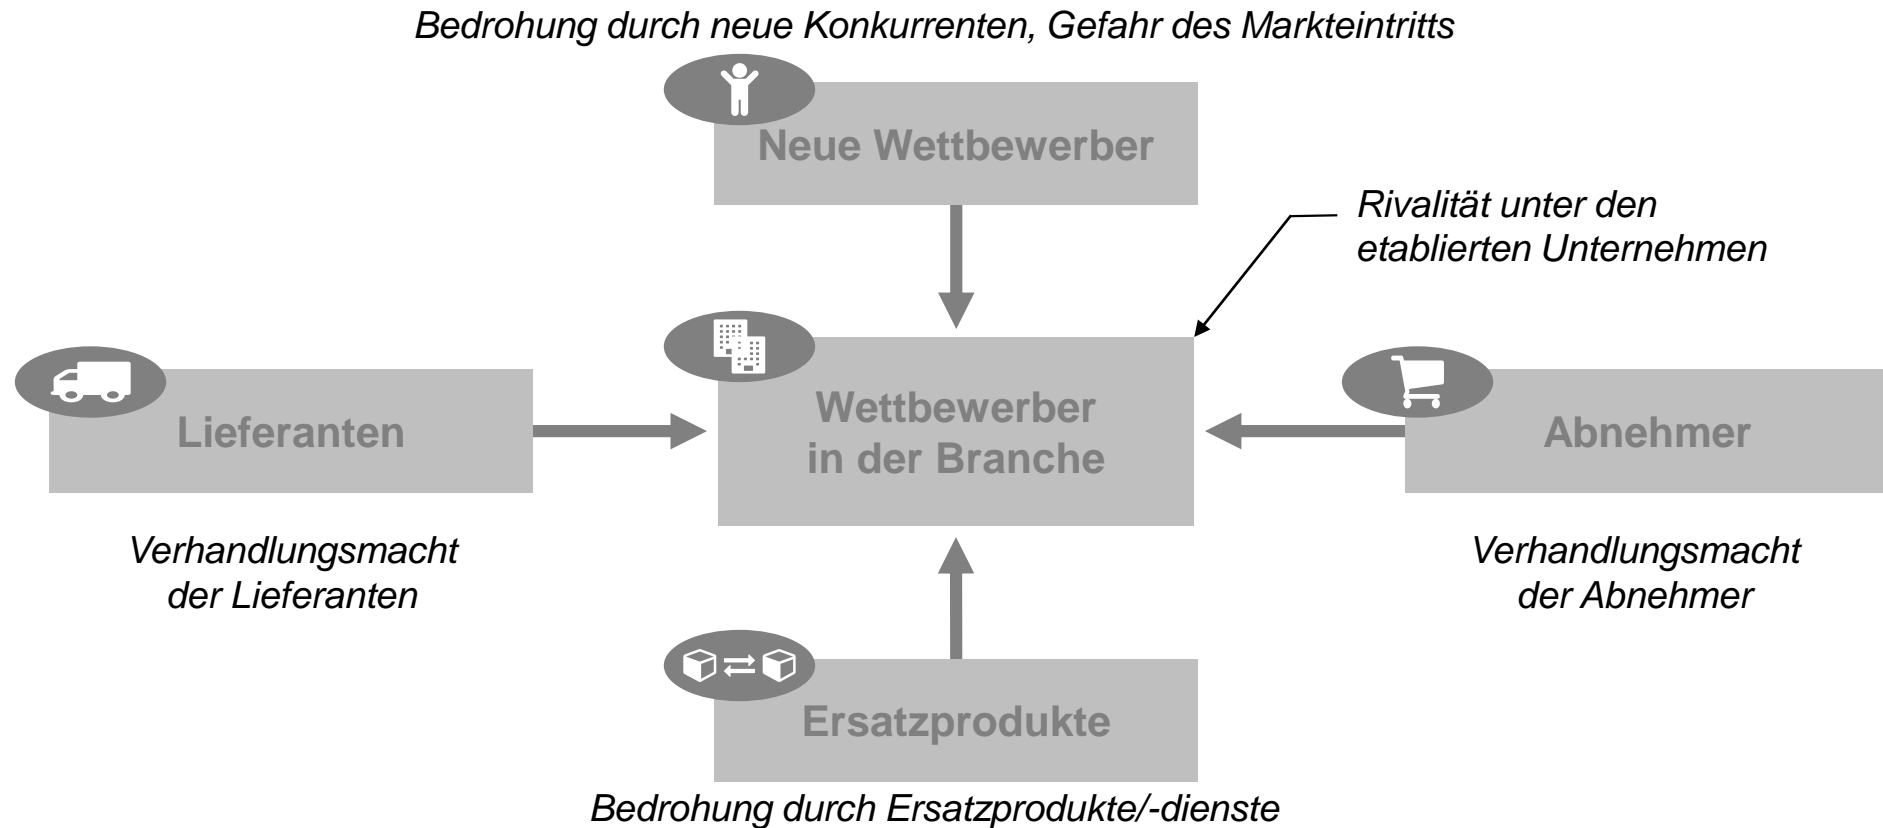 Bedrohung durch neue Konkurrenten, Gefahr des Markteintritts
Neue Wettbewerber
Rivalität unter den
etablierten Unternehmen
Lieferanten
Wettbewerber
in der Branche
Abnehmer
Verhandlungsmacht
der Lieferanten
Verhandlungsmacht
der Abnehmer
Ersatzprodukte
Bedrohung durch Ersatzprodukte/-dienste